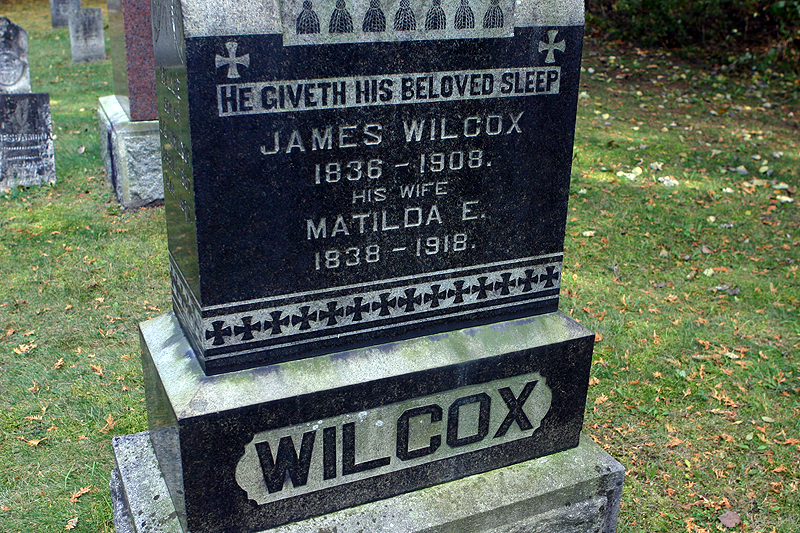 HE GIVETH HIS BELOVED SLEEP
JAMES WILCOX
1836 - 1908.
HIS WIFE
MATILDA E.
1838 - 1918.
WILCOX